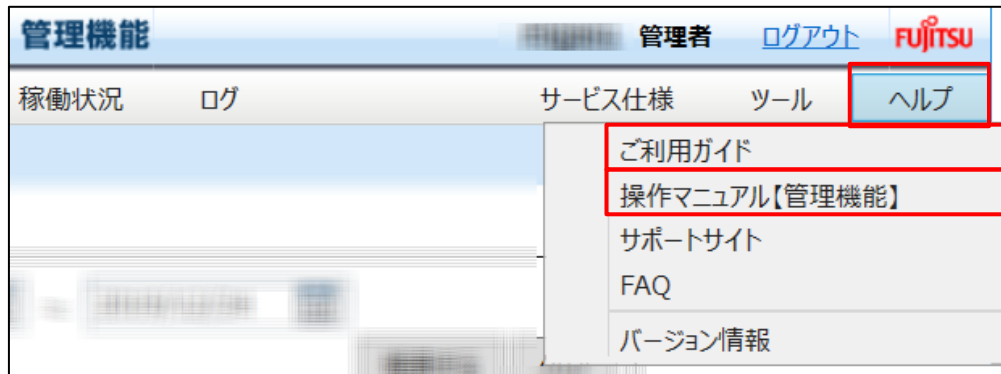 管理機能
管理者 ログアウト FUJITSU
稼働状況 ログ サービス仕様 ツール ヘルプ
ご利用ガイド
操作マニュアル【管理機能】
サポートサイト
FAQ
バージョン情報